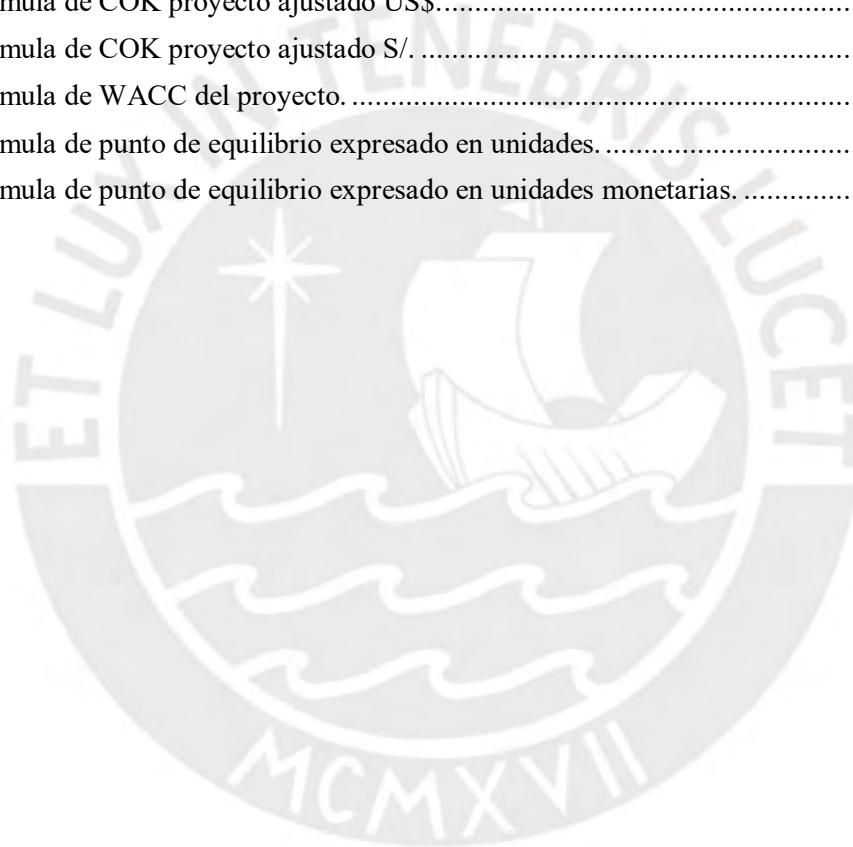 mula de COK proyecto ajustado US$.................................................
mula de COK proyecto ajustado S/. .................................................
mula de WACC del proyecto. ..........................................................
mula de punto de equilibrio expresado en unidades. ..............................
mula de punto de equilibrio expresado en unidades monetarias. ..............
ET LUX IN TENEBRIS LUCET
MCMXVII